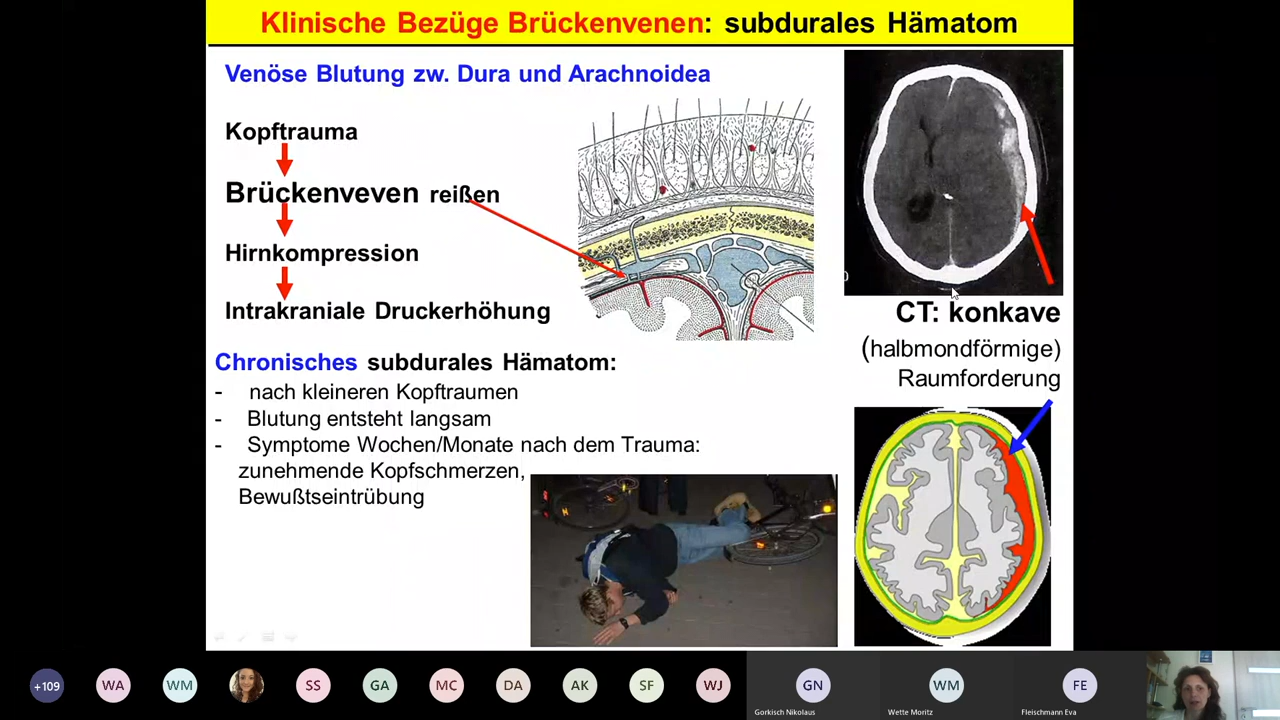 Klinische Bezüge Brückenvenen: subdurales Hämatom
Venöse Blutung zw. Dura und Arachnoidea
Kopftrauma
Brückenveven reißen
Hirnkompression
Intrakraniale Druckerhöhung
CT: konkave
(halbmondförmige)
Raumforderung
Chronisches subdurales Hämatom:
- nach kleineren Kopftraumen
- Blutung entsteht langsam
- Symptome Wochen/Monate nach dem Trauma:
zunehmende Kopfschmerzen,
Bewußtseintrübung
+109 WA WM SS GA MC DA AK SF WJ GN WM FE
Gorkisch Nikolaus Wette Moritz Fleischmann Eva